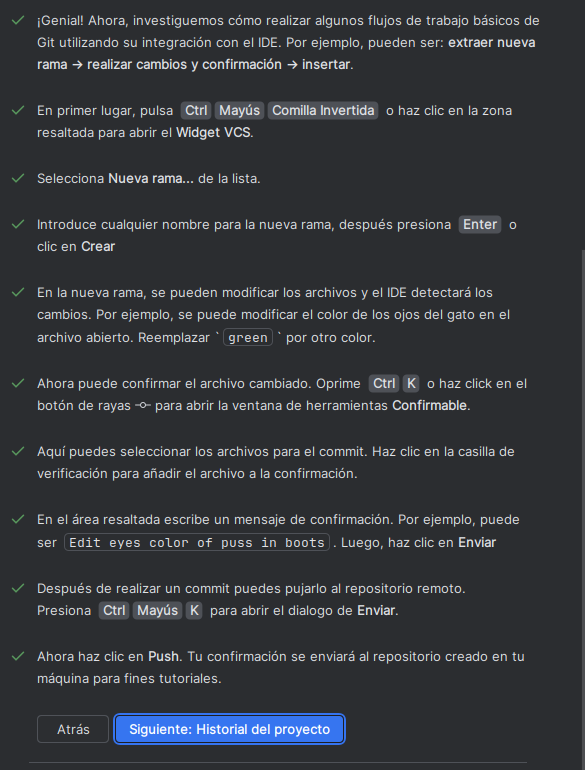 ¡Genial! Ahora, investiguemos cómo realizar algunos flujos de trabajo básicos de
Git utilizando su integración con el IDE. Por ejemplo, pueden ser: extraer nueva
rama → realizar cambios y confirmación → insertar.
En primer lugar, pulsa Ctrl Mayús Comilla Invertida o haz clic en la zona
resaltada para abrir el Widget VCS.
Selecciona Nueva rama... de la lista.
Introduce cualquier nombre para la nueva rama, después presiona Enter o
clic en Crear
En la nueva rama, se pueden modificar los archivos y el IDE detectará los
cambios. Por ejemplo, se puede modificar el color de los ojos del gato en el
archivo abierto. Reemplazar ` green ` por otro color.
Ahora puede confirmar el archivo cambiado. Oprime Ctrl K o haz click en el
botón de rayas para abrir la ventana de herramientas Confirmable.
Aquí puedes seleccionar los archivos para el commit. Haz clic en la casilla de
verificación para añadir el archivo a la confirmación.
En el área resaltada escribe un mensaje de confirmación. Por ejemplo, puede
ser Edit eyes color of puss in boots. Luego, haz clic en Enviar
Después de realizar un commit puedes pujarlo al repositorio remoto.
Presiona Ctrl Mayús K para abrir el dialogo de Enviar.
Ahora haz clic en Push. Tu confirmación se enviará al repositorio creado en tu
máquina para fines tutoriales.
Atrás Siguiente: Historial del proyecto